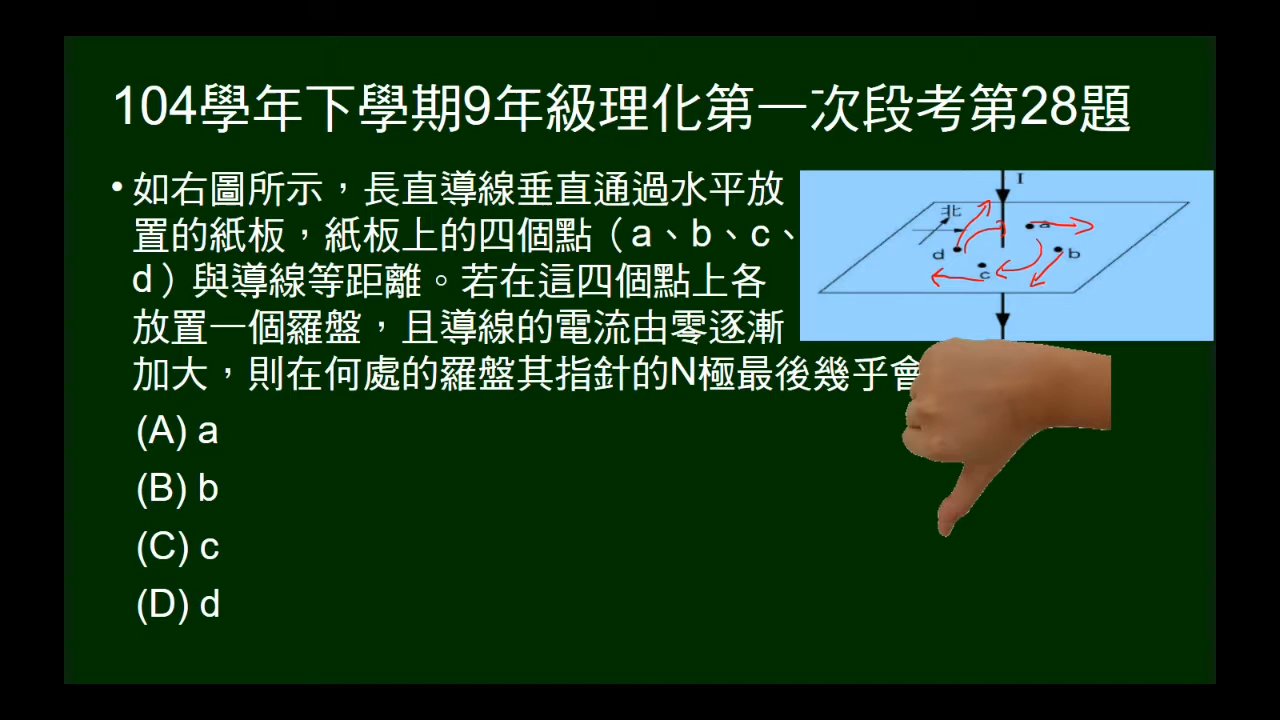 104學年下學期9年級理化第一次段考第28題
• 如右圖所示，長直導線垂直通過水平放
置的紙板，紙板上的四個點（a、b、c、
d）與導線等距離。若在這四個點上各
放置一個羅盤，且導線的電流由零逐漸
加大，則在何處的羅盤其指針的N極最後幾乎會
(A) a
(B) b
(C) c
(D) d
I
北
a
d
b
c